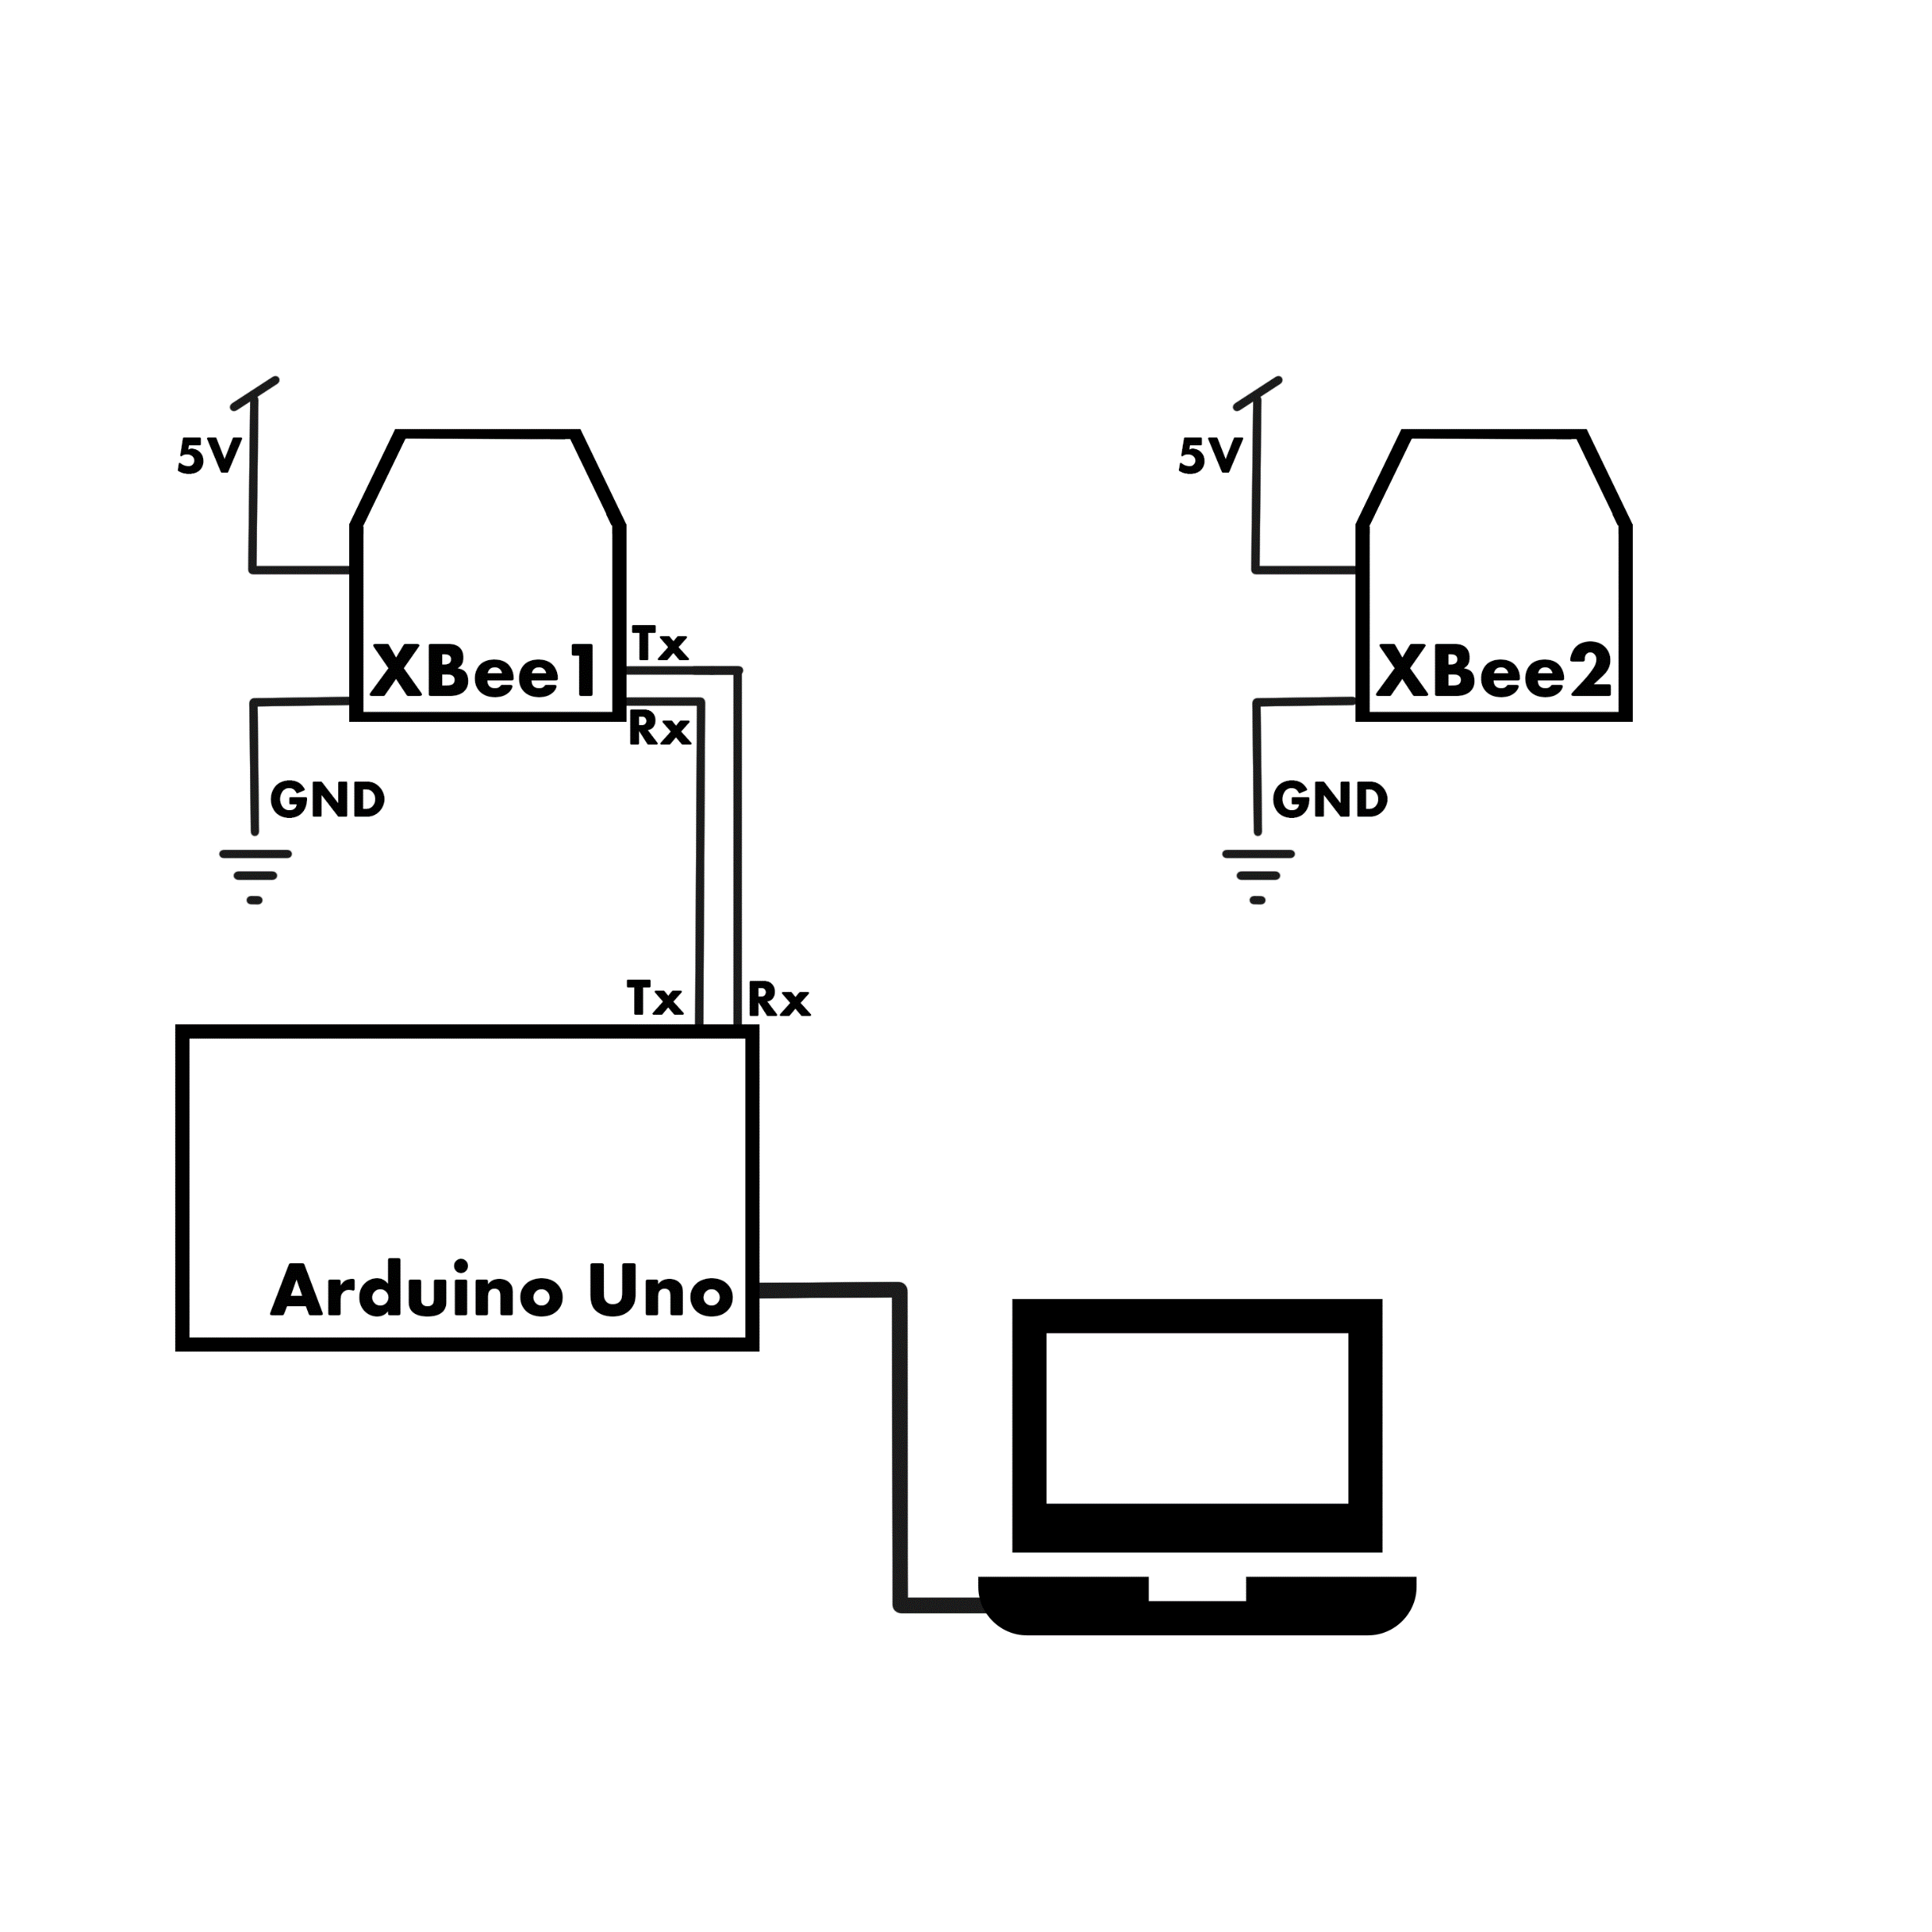 5V
5V
XBee1
Tx
Rx
XBee2
GND
GND
Tx
Rx
Arduino Uno